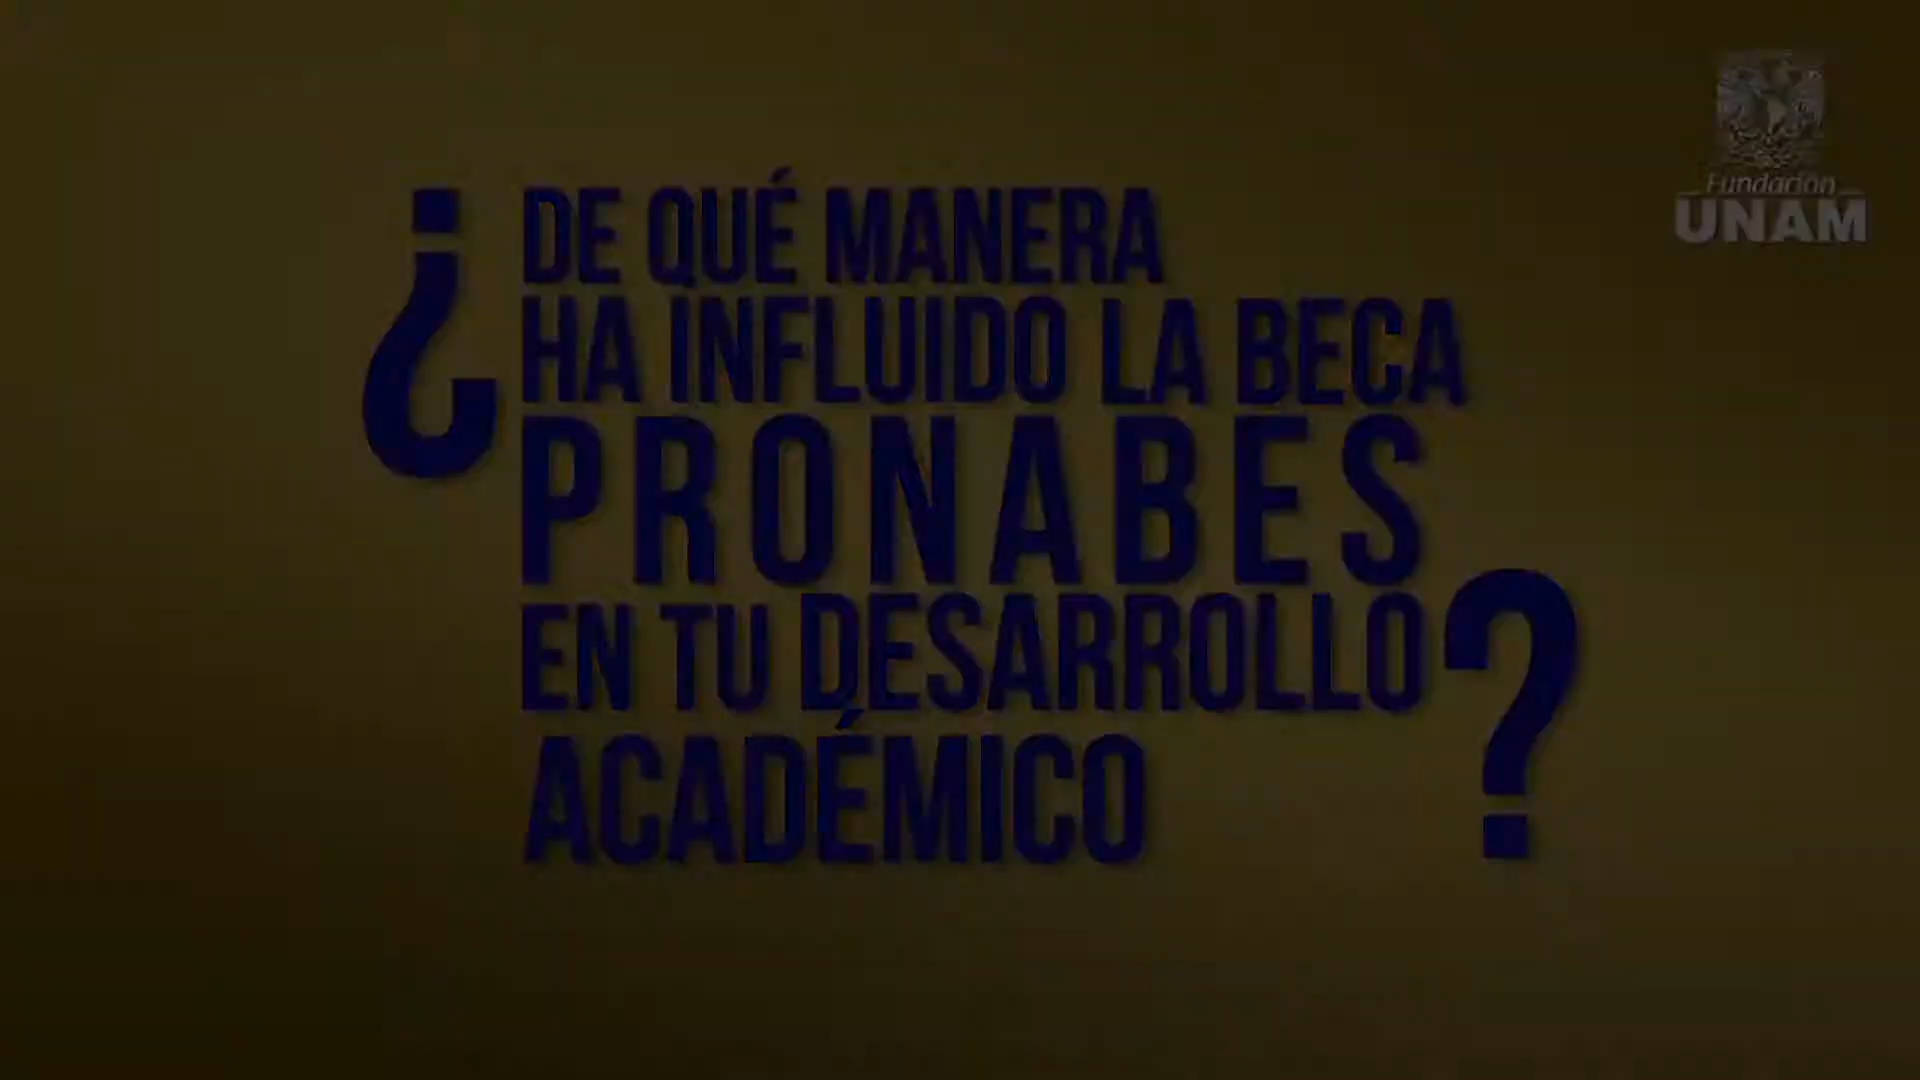 ¿DE QUÉ MANERA
HA INFLUIDO LA BECA
PRONABES
EN TU DESARROLLO
ACADÉMICO?
Fundación
UNAM